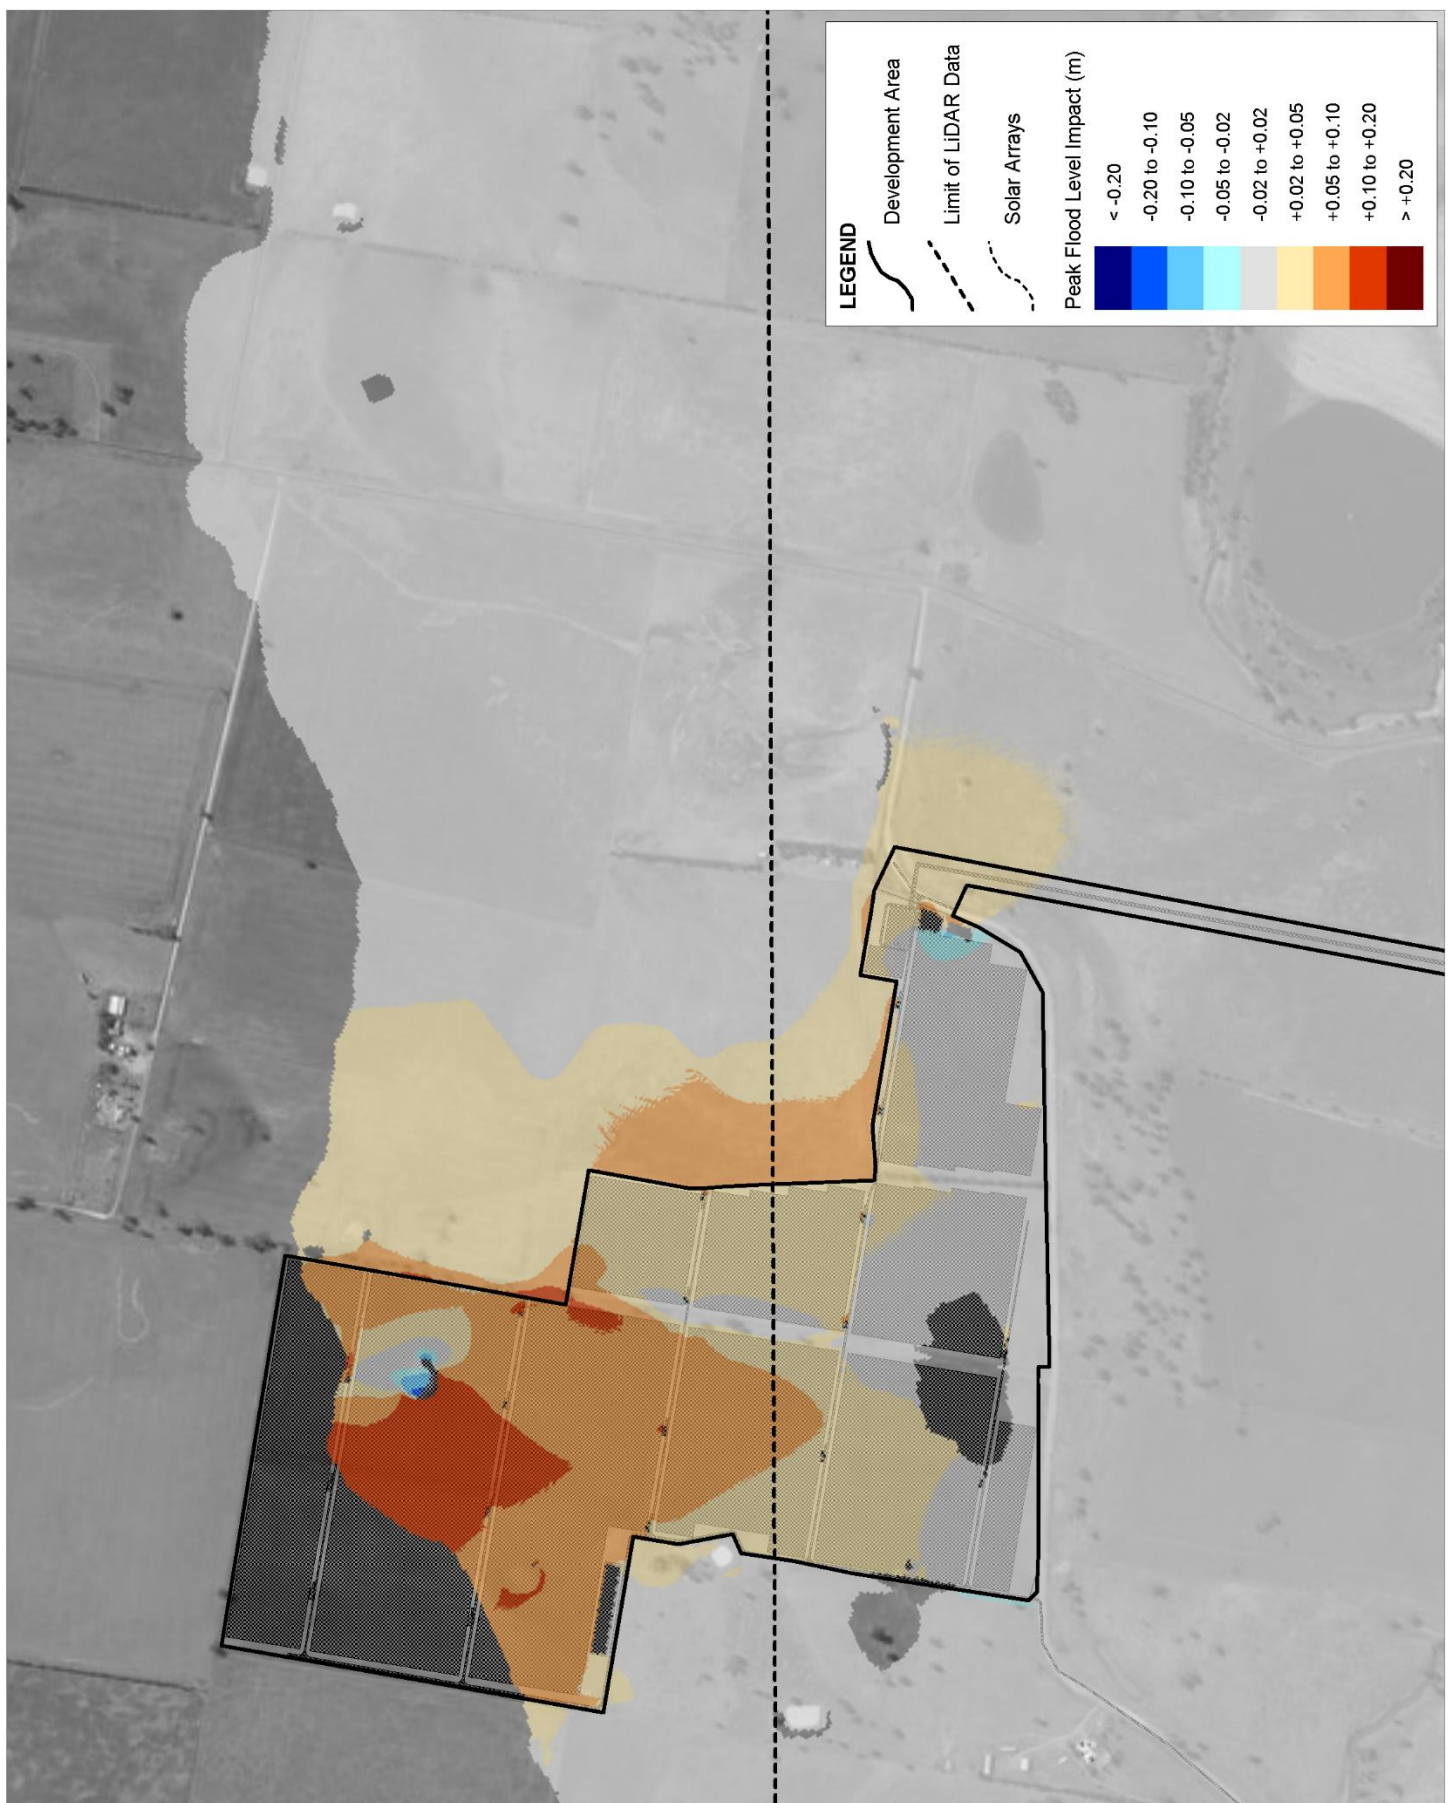 LEGEND
Development Area
Limit of LiDAR Data
Solar Arrays
Peak Flood Level Impact (m)
< -0.20
-0.20 to -0.10
-0.10 to -0.05
-0.05 to -0.02
-0.02 to +0.02
+0.02 to +0.05
+0.05 to +0.10
+0.10 to +0.20
> +0.20